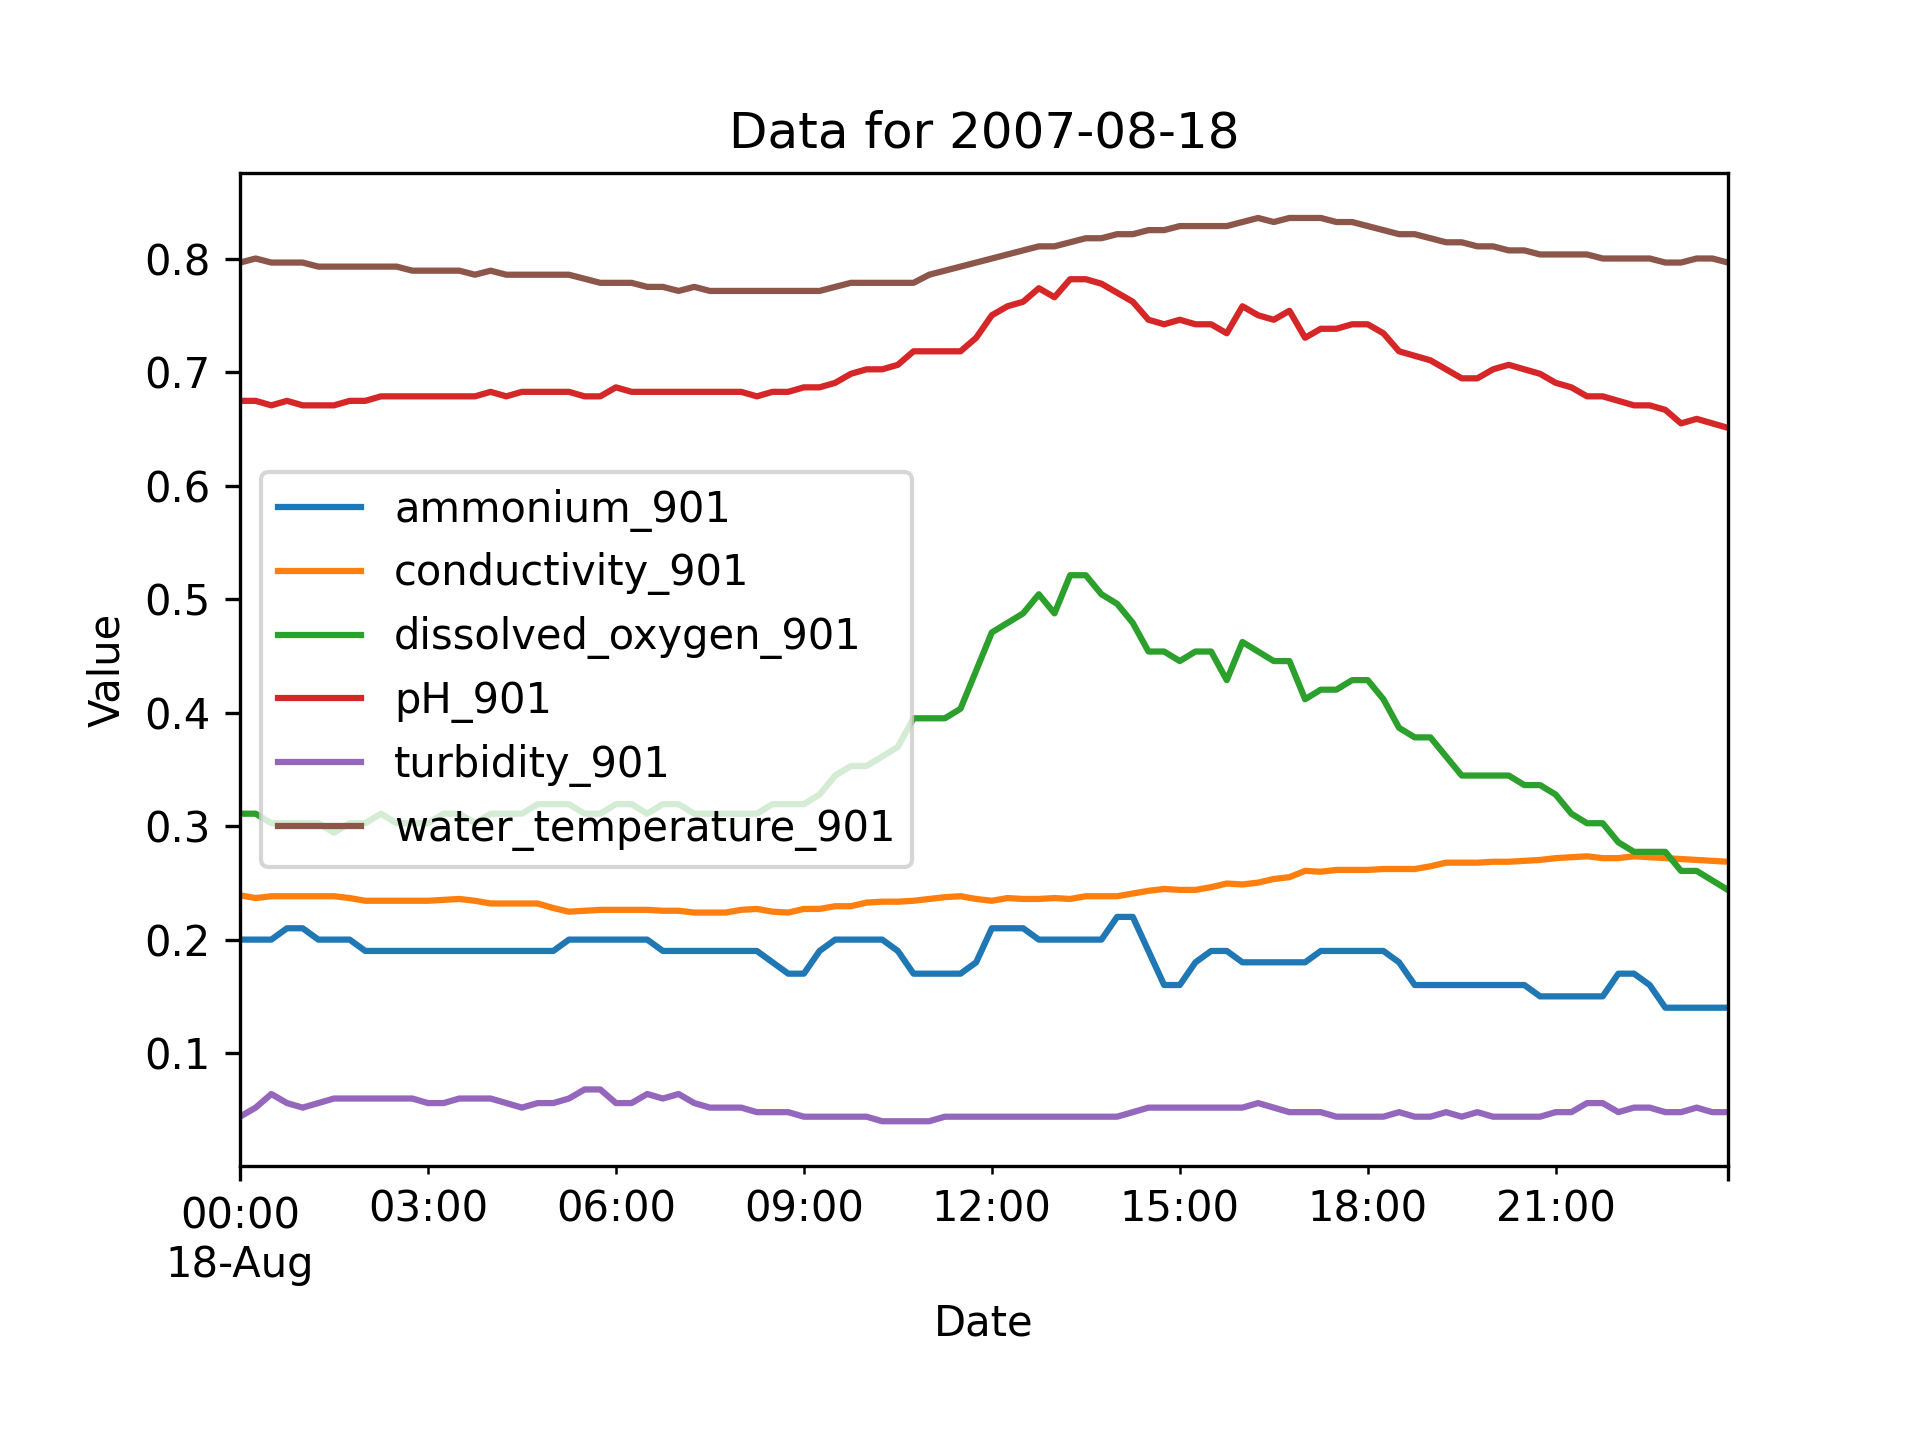 Data for 2007-08-18
Value
0.8
0.7
0.6
0.5
0.4
0.3
0.2
0.1
ammonium_901
conductivity_901
dissolved_oxygen_901
pH_901
turbidity_901
water_temperature_901
00:00 03:00 06:00 09:00 12:00 15:00 18:00 21:00
18-Aug
Date